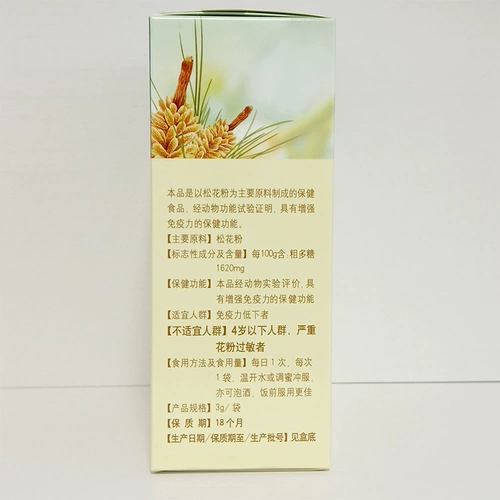 本品是以松花粉为主要原料制成的保健
食品，经动物功能试验证明，具有增强
免疫力的保健功能。
【主要原料】松花粉
【标志性成分及含量】每100g含:粗多糖
1620mg
【保健功能】本品经动物实验评价,具
有增强免疫力的保健功能
【适宜人群】免疫力低下者
【不适宜人群】4岁以下人群、严重
花粉过敏者
【食用方法及食用量】每日1次，每次
1袋，温开水或调蜜冲服，
亦可泡酒，饭前服用更佳
【产品规格】3g/袋
【保 质 期】18个月
【生产日期/保质期至/生产批号】见盒底